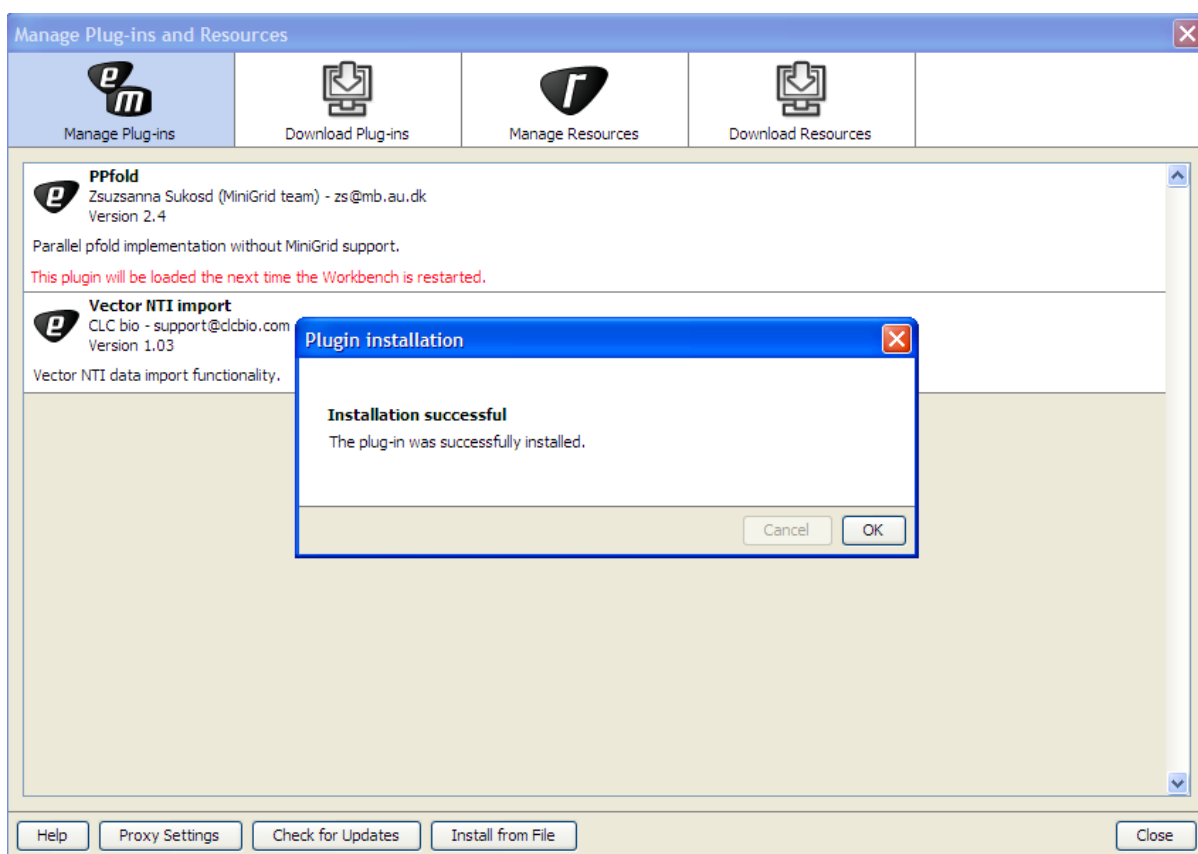 Manage Plug-ins and Resources
Manage Plug-ins
Download Plug-ins
Manage Resources
Download Resources
PPfold
Zsuzsanna Sukosd (MiniGrid team) - zs@mb.au.dk
Version 2.4
Parallel pfold implementation without MiniGrid support.
This plugin will be loaded the next time the Workbench is restarted.
Vector NTI import
CLC bio - support@clcbio.com
Version 1.03
Vector NTI data import functionality.
Plugin installation
Installation successful
The plug-in was successfully installed.
Cancel
OK
Help
Proxy Settings
Check for Updates
Install from File
Close